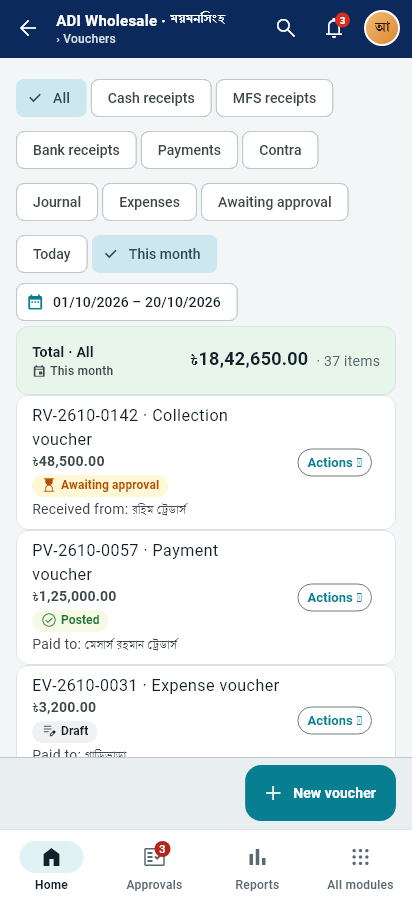 ADI Wholesale · ময়মনসিংহ
› Vouchers
3
আ
All
Cash receipts
MFS receipts
Bank receipts
Payments
Contra
Journal
Expenses
Awaiting approval
Today
This month
01/10/2026 – 20/10/2026
Total · All
৳18,42,650.00 · 37 items
This month
RV-2610-0142 · Collection
voucher
৳48,500.00
Actions
Awaiting approval
Received from: রহিম ট্রেডার্স
PV-2610-0057 · Payment
voucher
৳1,25,000.00
Actions
Posted
Paid to: মেসার্স রহমান ট্রেডার্স
EV-2610-0031 · Expense voucher
৳3,200.00
Actions
Draft
Paid to: গাড়িভাড়া
New voucher
3
Home
Approvals
Reports
All modules